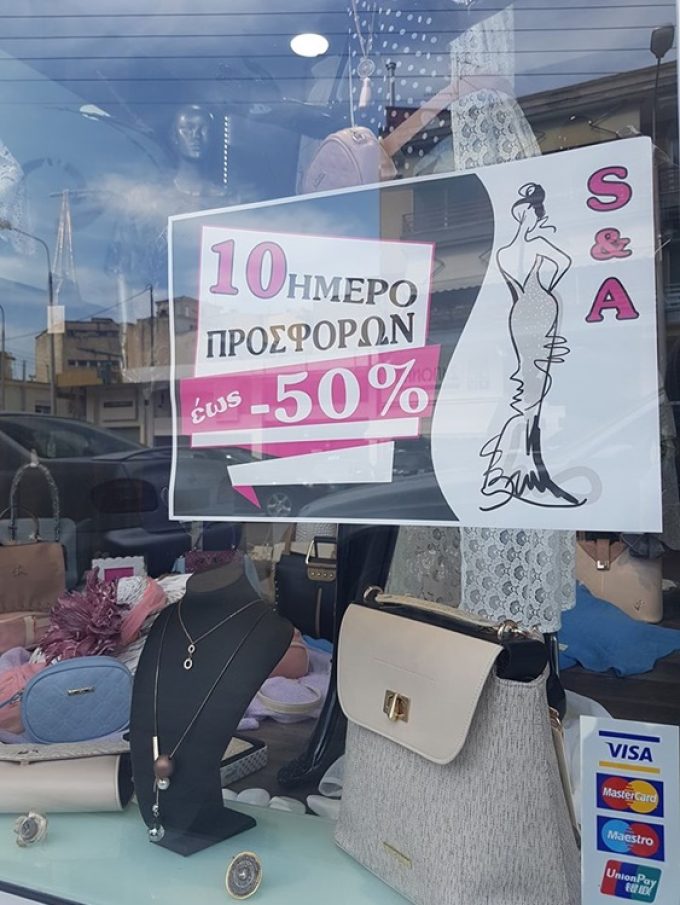 S
&
A
10ΗΜΕΡΟ
ΠΡΟΣΦΟΡΩΝ
έως -50%
VISA
MasterCard
Maestro
UnionPay
银联